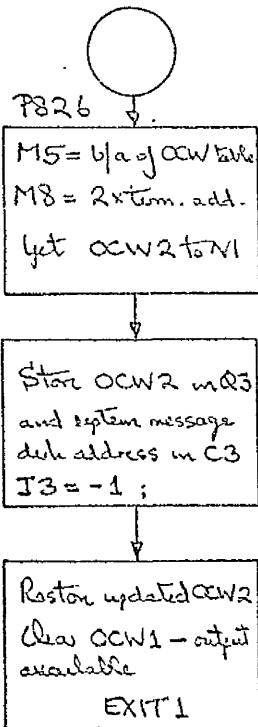 P826
M5 = b/a of OCW table
M8 = 2 x term. add.
Get OCW2 to N1
Store OCW2 in Q3
and system message
disk address in C3
I3 = -1 ;
Restore updated OCW2
Clear OCW1 - output
available
EXIT 1